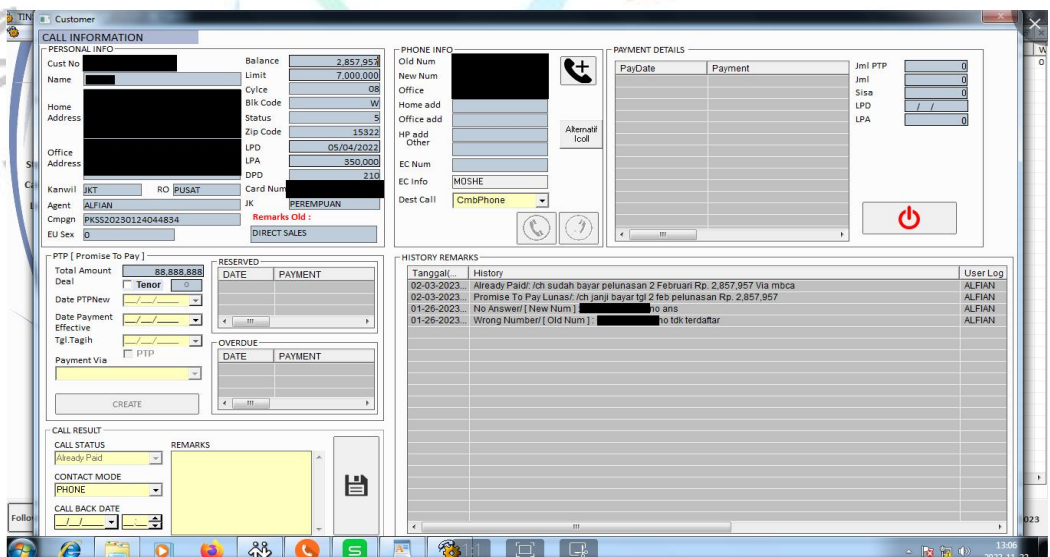 TIN
Customer
CALL INFORMATION
PERSONAL INFO
Cust No
Name
Home
Address
Office
Address
Kanwil JKT RO PUSAT
Agent ALFIAN
Cmpgn PKSS20230124044834
EU Sex 0
Balance 2,857,957
Limit 7.000.000
Cylce 08
Blk Code W
Status 5
Zip Code 15322
LPD 05/04/2022
LPA 350,000
DPD 210
Card Num
JK PEREMPUAN
Remarks Old :
DIRECT SALES
PHONE INFO
Old Num
New Num
Office
Home add
Office add
HP add
Other
EC Num
EC Info MOSHE
Dest Call CmbPhone
Alternatif
Icoll
PAYMENT DETAILS
PayDate Payment
Jml PTP 0
Jml 0
Sisa 0
LPD / /
LPA 0
PTP [ Promise To Pay ]
Total Amount 88,888,888
Deal Tenor 0
Date PTPNew _/_/_
Date Payment _/_/_
Effective
Tgl.Tagih _/_/_
PTP
Payment Via
CREATE
RESERVED
DATE PAYMENT
OVERDUE
DATE PAYMENT
HISTORY REMARKS
Tanggal(... History User Log
02-03-2023... Already Paid/: /ch sudah bayar pelunasan 2 Februari Rp. 2,857,957 Via mbca ALFIAN
02-03-2023... Promise To Pay Lunas/: /ch janji bayar tgl 2 feb pelunasan Rp. 2,857,957 ALFIAN
01-26-2023... No Answer/ [ New Num ] no ans ALFIAN
01-26-2023... Wrong Number/ [ Old Num ] : no tdk terdaftar ALFIAN
CALL RESULT
CALL STATUS
Already Paid
CONTACT MODE
PHONE
CALL BACK DATE
_/_/_ _:_
REMARKS
Follo
023
13:06